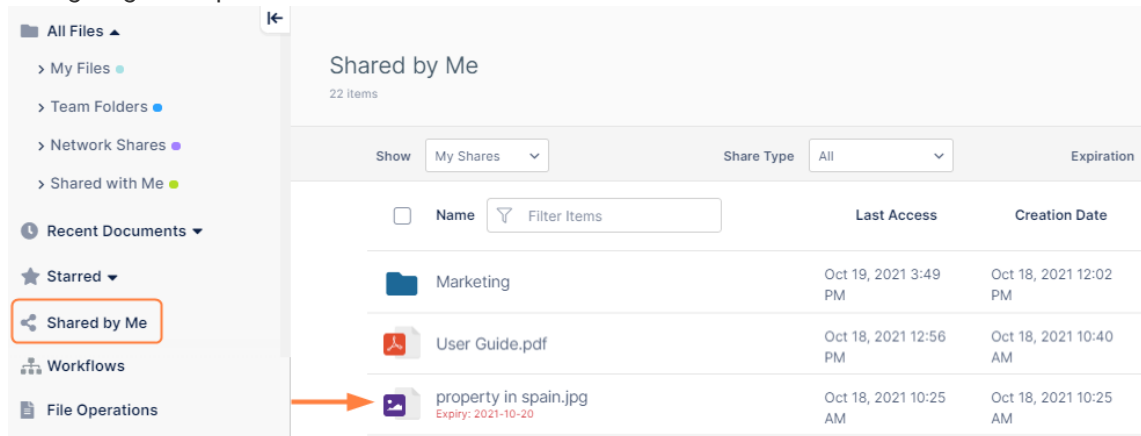 All Files
My Files
Team Folders
Network Shares
Shared with Me
Recent Documents
Starred
Shared by Me
Workflows
File Operations
Shared by Me
22 items
Show My Shares Share Type All Expiration
Name Filter Items Last Access Creation Date
Marketing Oct 19, 2021 3:49 PM Oct 18, 2021 12:02 PM
User Guide.pdf Oct 18, 2021 12:56 PM Oct 18, 2021 10:40 AM
property in spain.jpg Oct 18, 2021 10:25 AM Oct 18, 2021 10:25 AM
Expiry: 2021-10-20